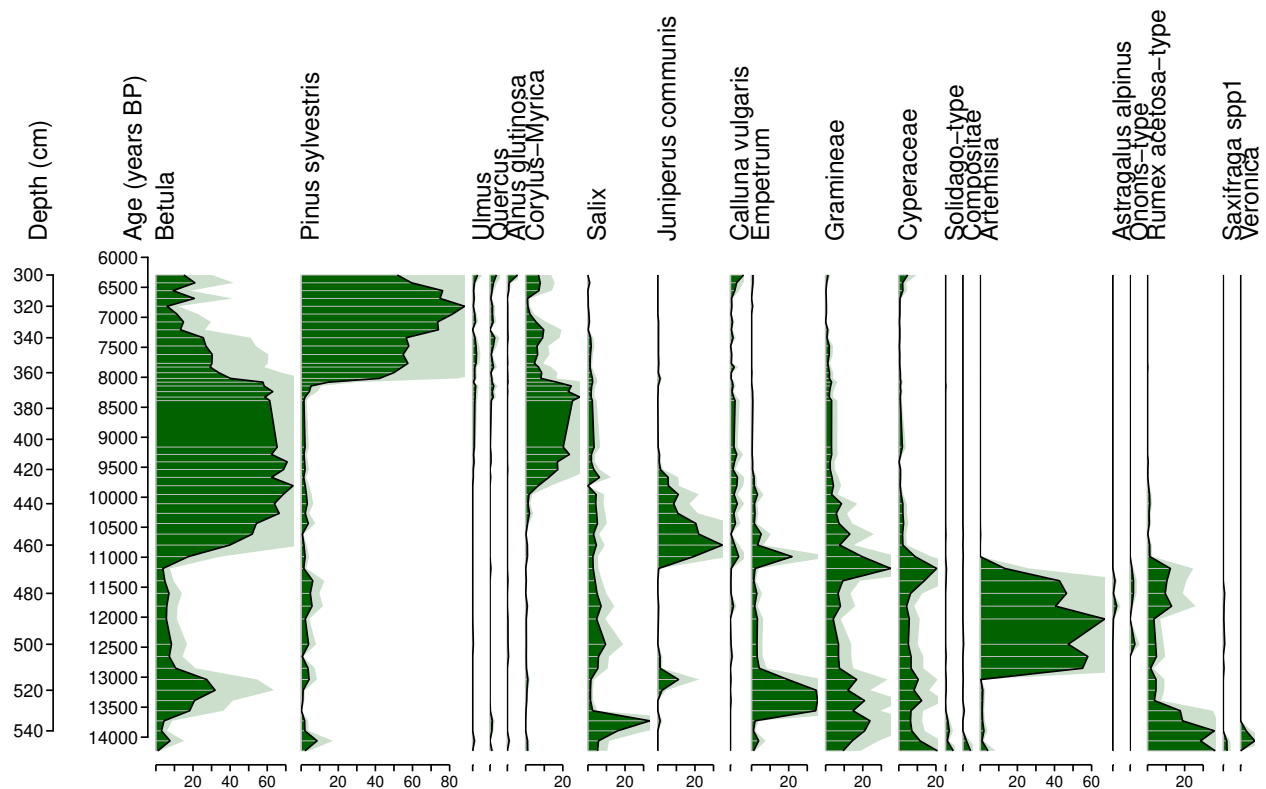 Depth (cm)
Age (years BP)
Betula
Pinus sylvestris
Ulmus
Quercus
Alnus glutinosa
Corylus−Myrica
Salix
Juniperus communis
Calluna vulgaris
Empetrum
Gramineae
Cyperaceae
Solidago−type
Compositae
Artemisia
Astragalus alpinus
Ononis−type
Rumex acetosa−type
Saxifraga spp1
Veronica
300
320
340
360
380
400
420
440
460
480
500
520
540
6000
6500
7000
7500
8000
8500
9000
9500
10000
10500
11000
11500
12000
12500
13000
13500
14000
0 20 40 60
0 20 40 60 80
20
20
20
20
20
20
0 20 40 60
20